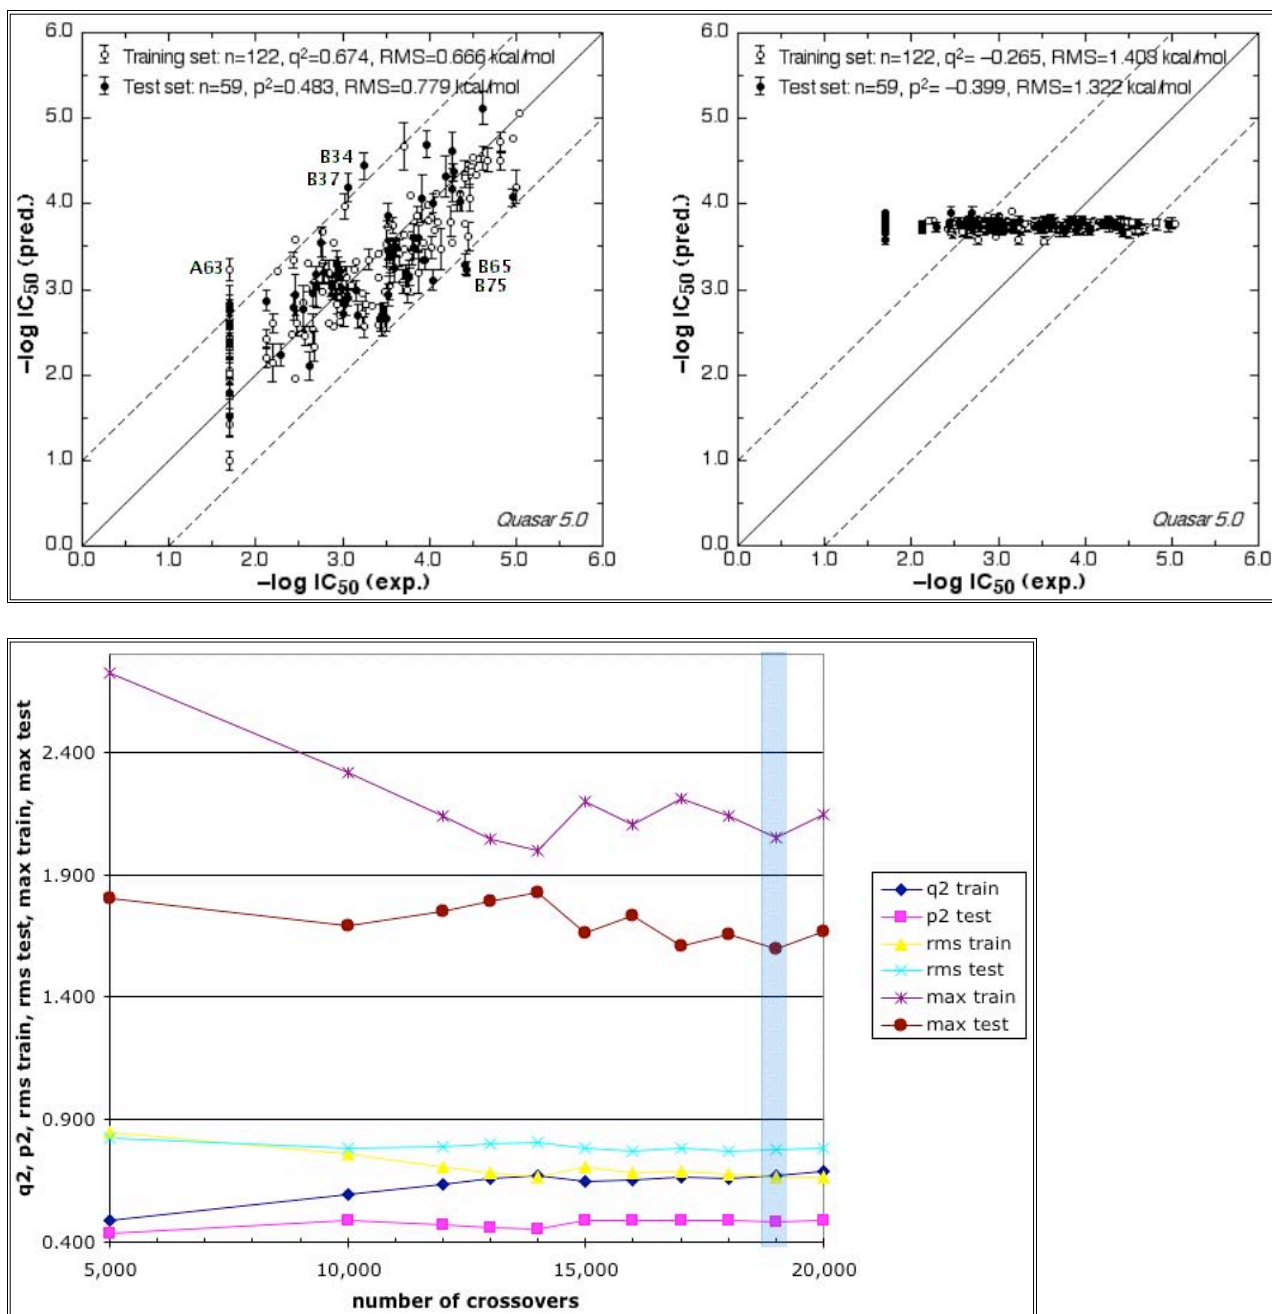 Training set: n=122, q²=0.674, RMS=0.666 kcal/mol
Test set: n=59, p²=0.483, RMS=0.779 kcal/mol
6.0
5.0
4.0
3.0
2.0
1.0
0.0
−log IC50 (pred.)
B34
B37
A63
B65
B75
Quasar 5.0
0.0 1.0 2.0 3.0 4.0 5.0 6.0
−log IC50 (exp.)
Training set: n=122, q²= −0.265, RMS=1.403 kcal/mol
Test set: n=59, p²= −0.399, RMS=1.322 kcal/mol
6.0
5.0
4.0
3.0
2.0
1.0
0.0
−log IC50 (pred.)
Quasar 5.0
0.0 1.0 2.0 3.0 4.0 5.0 6.0
−log IC50 (exp.)
q2, p2, rms train, rms test, max train, max test
2.400
1.900
1.400
0.900
0.400
5,000 10,000 15,000 20,000
number of crossovers
q2 train
p2 test
rms train
rms test
max train
max test